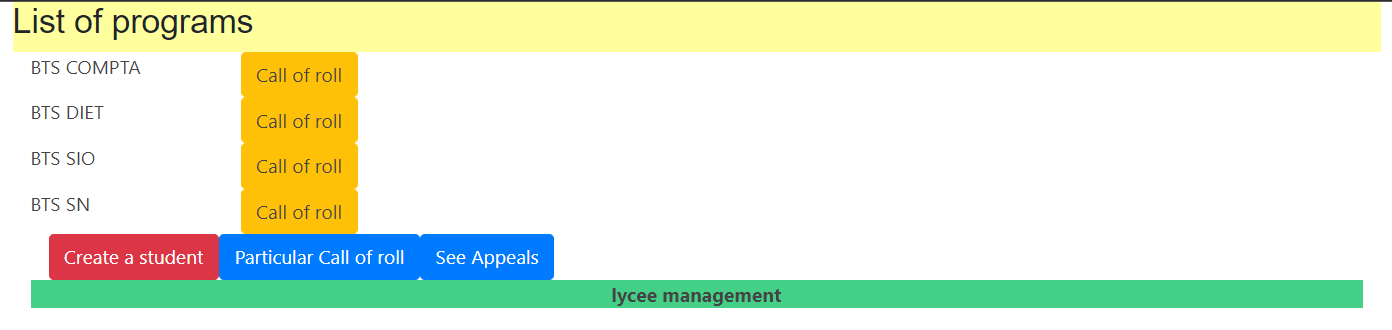 List of programs
BTS COMPTA Call of roll
BTS DIET Call of roll
BTS SIO Call of roll
BTS SN Call of roll
Create a student Particular Call of roll See Appeals
lycee management